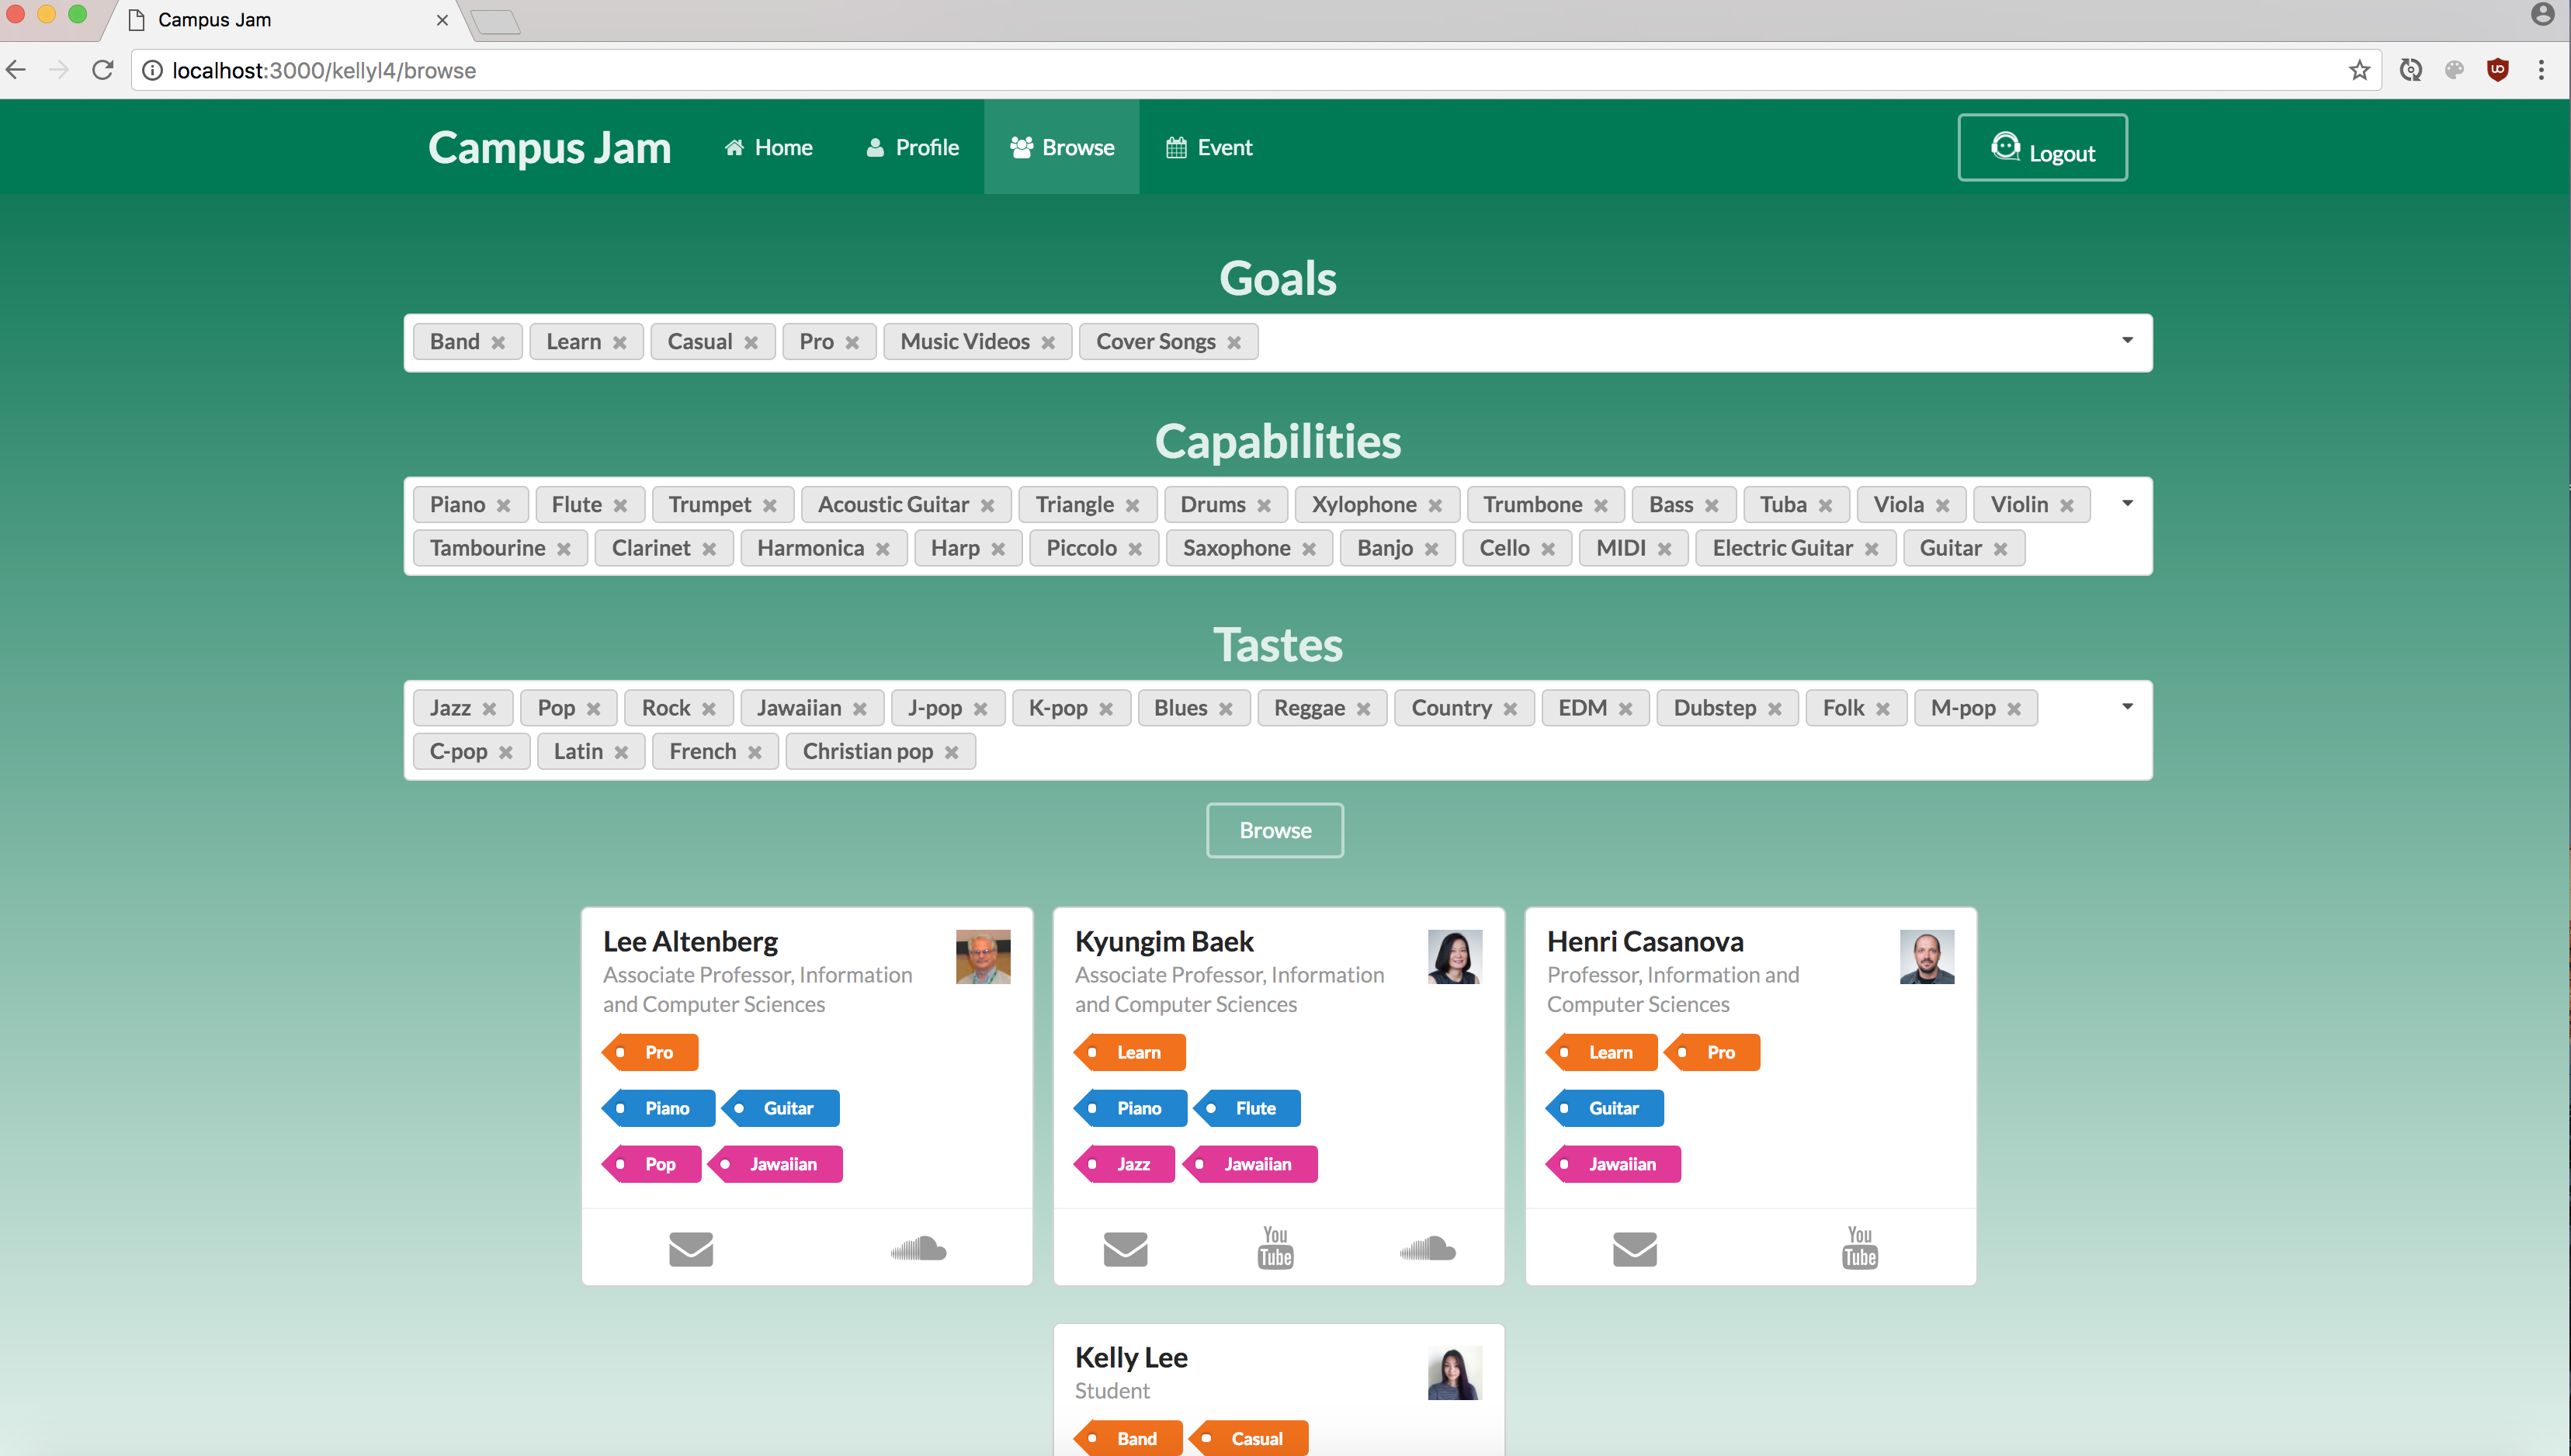 Campus Jam
localhost:3000/kellyl4/browse
Campus Jam Home Profile Browse Event Logout
Goals
Band Learn Casual Pro Music Videos Cover Songs
Capabilities
Piano Flute Trumpet Acoustic Guitar Triangle Drums Xylophone Trumbone Bass Tuba Viola Violin
Tambourine Clarinet Harmonica Harp Piccolo Saxophone Banjo Cello MIDI Electric Guitar Guitar
Tastes
Jazz Pop Rock Jawaiian J-pop K-pop Blues Reggae Country EDM Dubstep Folk M-pop
C-pop Latin French Christian pop
Browse
Lee Altenberg
Associate Professor, Information
and Computer Sciences
Pro
Piano Guitar
Pop Jawaiian
Kyungim Baek
Associate Professor, Information
and Computer Sciences
Learn
Piano Flute
Jazz Jawaiian
You
Tube
Henri Casanova
Professor, Information and
Computer Sciences
Learn Pro
Guitar
Jawaiian
You
Tube
Kelly Lee
Student
Band Casual